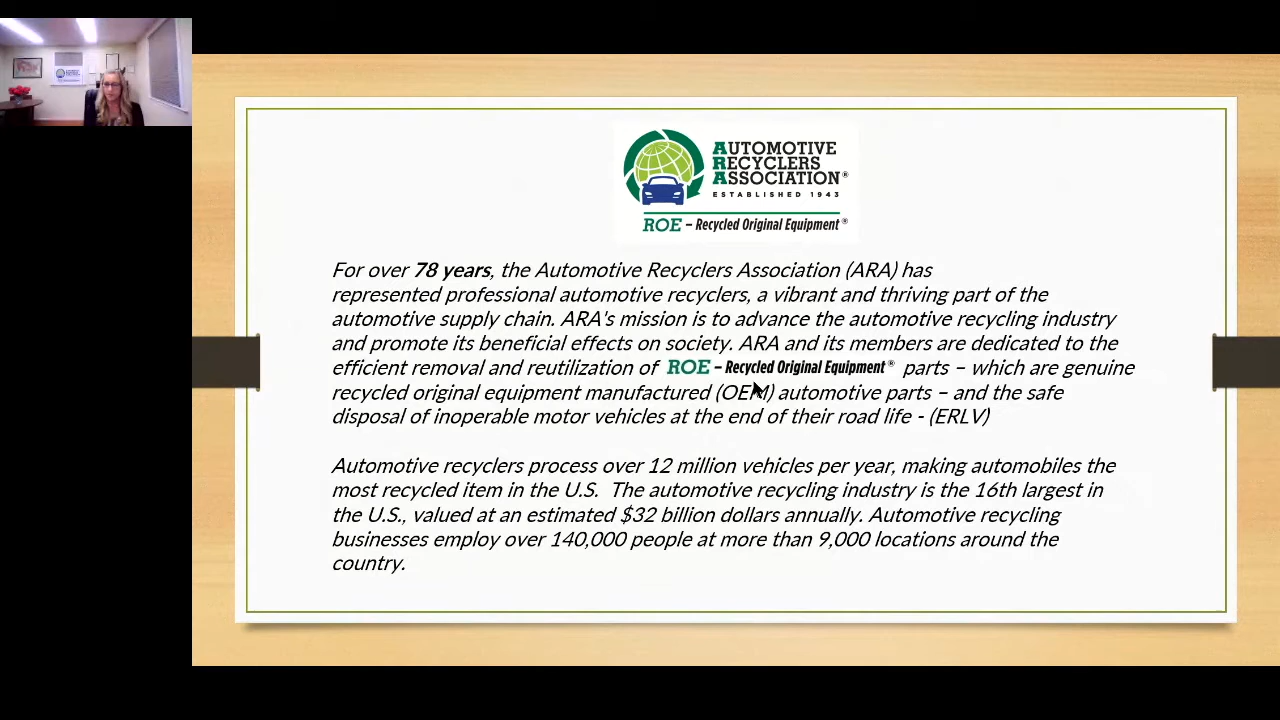 AUTOMOTIVE
RECYCLERS
ASSOCIATION®
ESTABLISHED 1943
ROE – Recycled Original Equipment®
For over 78 years, the Automotive Recyclers Association (ARA) has
represented professional automotive recyclers, a vibrant and thriving part of the
automotive supply chain. ARA's mission is to advance the automotive recycling industry
and promote its beneficial effects on society. ARA and its members are dedicated to the
efficient removal and reutilization of ROE – Recycled Original Equipment® parts – which are genuine
recycled original equipment manufactured (OEM) automotive parts – and the safe
disposal of inoperable motor vehicles at the end of their road life - (ERLV)
Automotive recyclers process over 12 million vehicles per year, making automobiles the
most recycled item in the U.S. The automotive recycling industry is the 16th largest in
the U.S., valued at an estimated $32 billion dollars annually. Automotive recycling
businesses employ over 140,000 people at more than 9,000 locations around the
country.